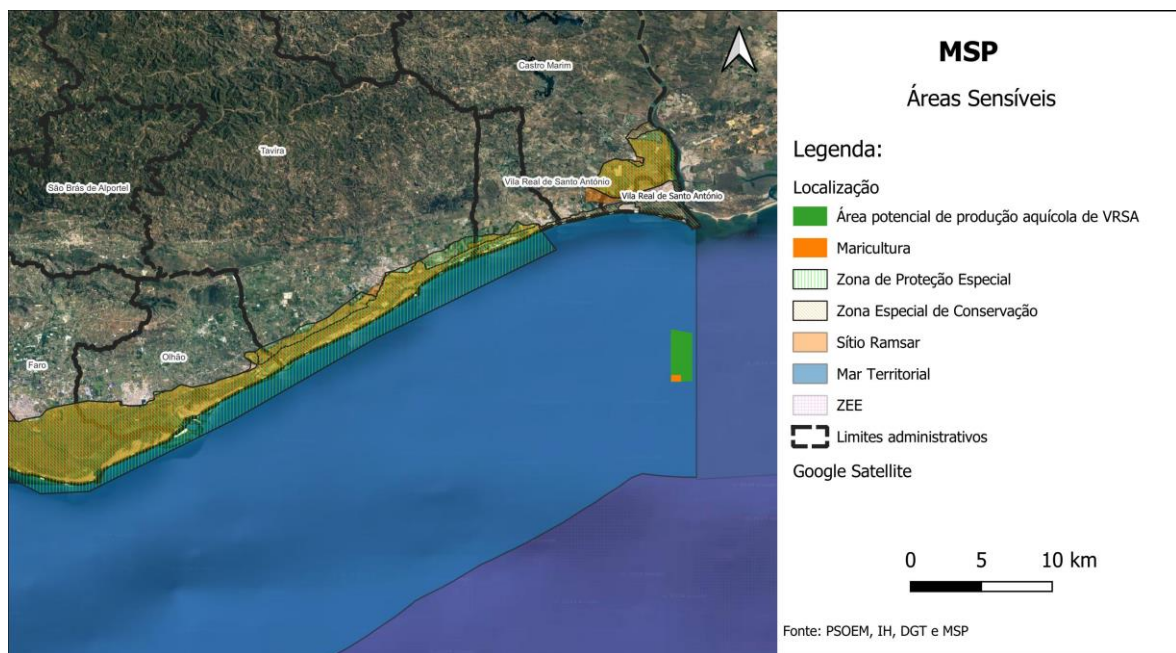 Castro Marim
Tavira
São Brás de Alportel
Vila Real de Santo António
Vila Real de Santo António
Olhão
Faro
MSP
Áreas Sensíveis
Legenda:
Localização
Área potencial de produção aquícola de VRSA
Maricultura
Zona de Proteção Especial
Zona Especial de Conservação
Sítio Ramsar
Mar Territorial
ZEE
Limites administrativos
Google Satellite
0 5 10 km
Fonte: PSOEM, IH, DGT e MSP